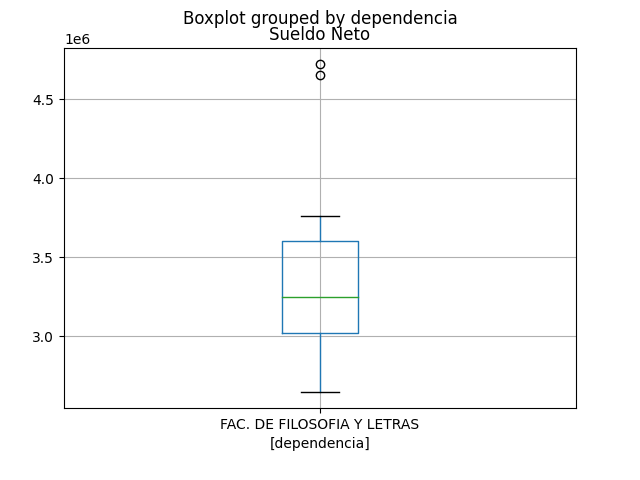 Boxplot grouped by dependencia
Sueldo Neto
1e6
4.5
4.0
3.5
3.0
FAC. DE FILOSOFIA Y LETRAS
[dependencia]